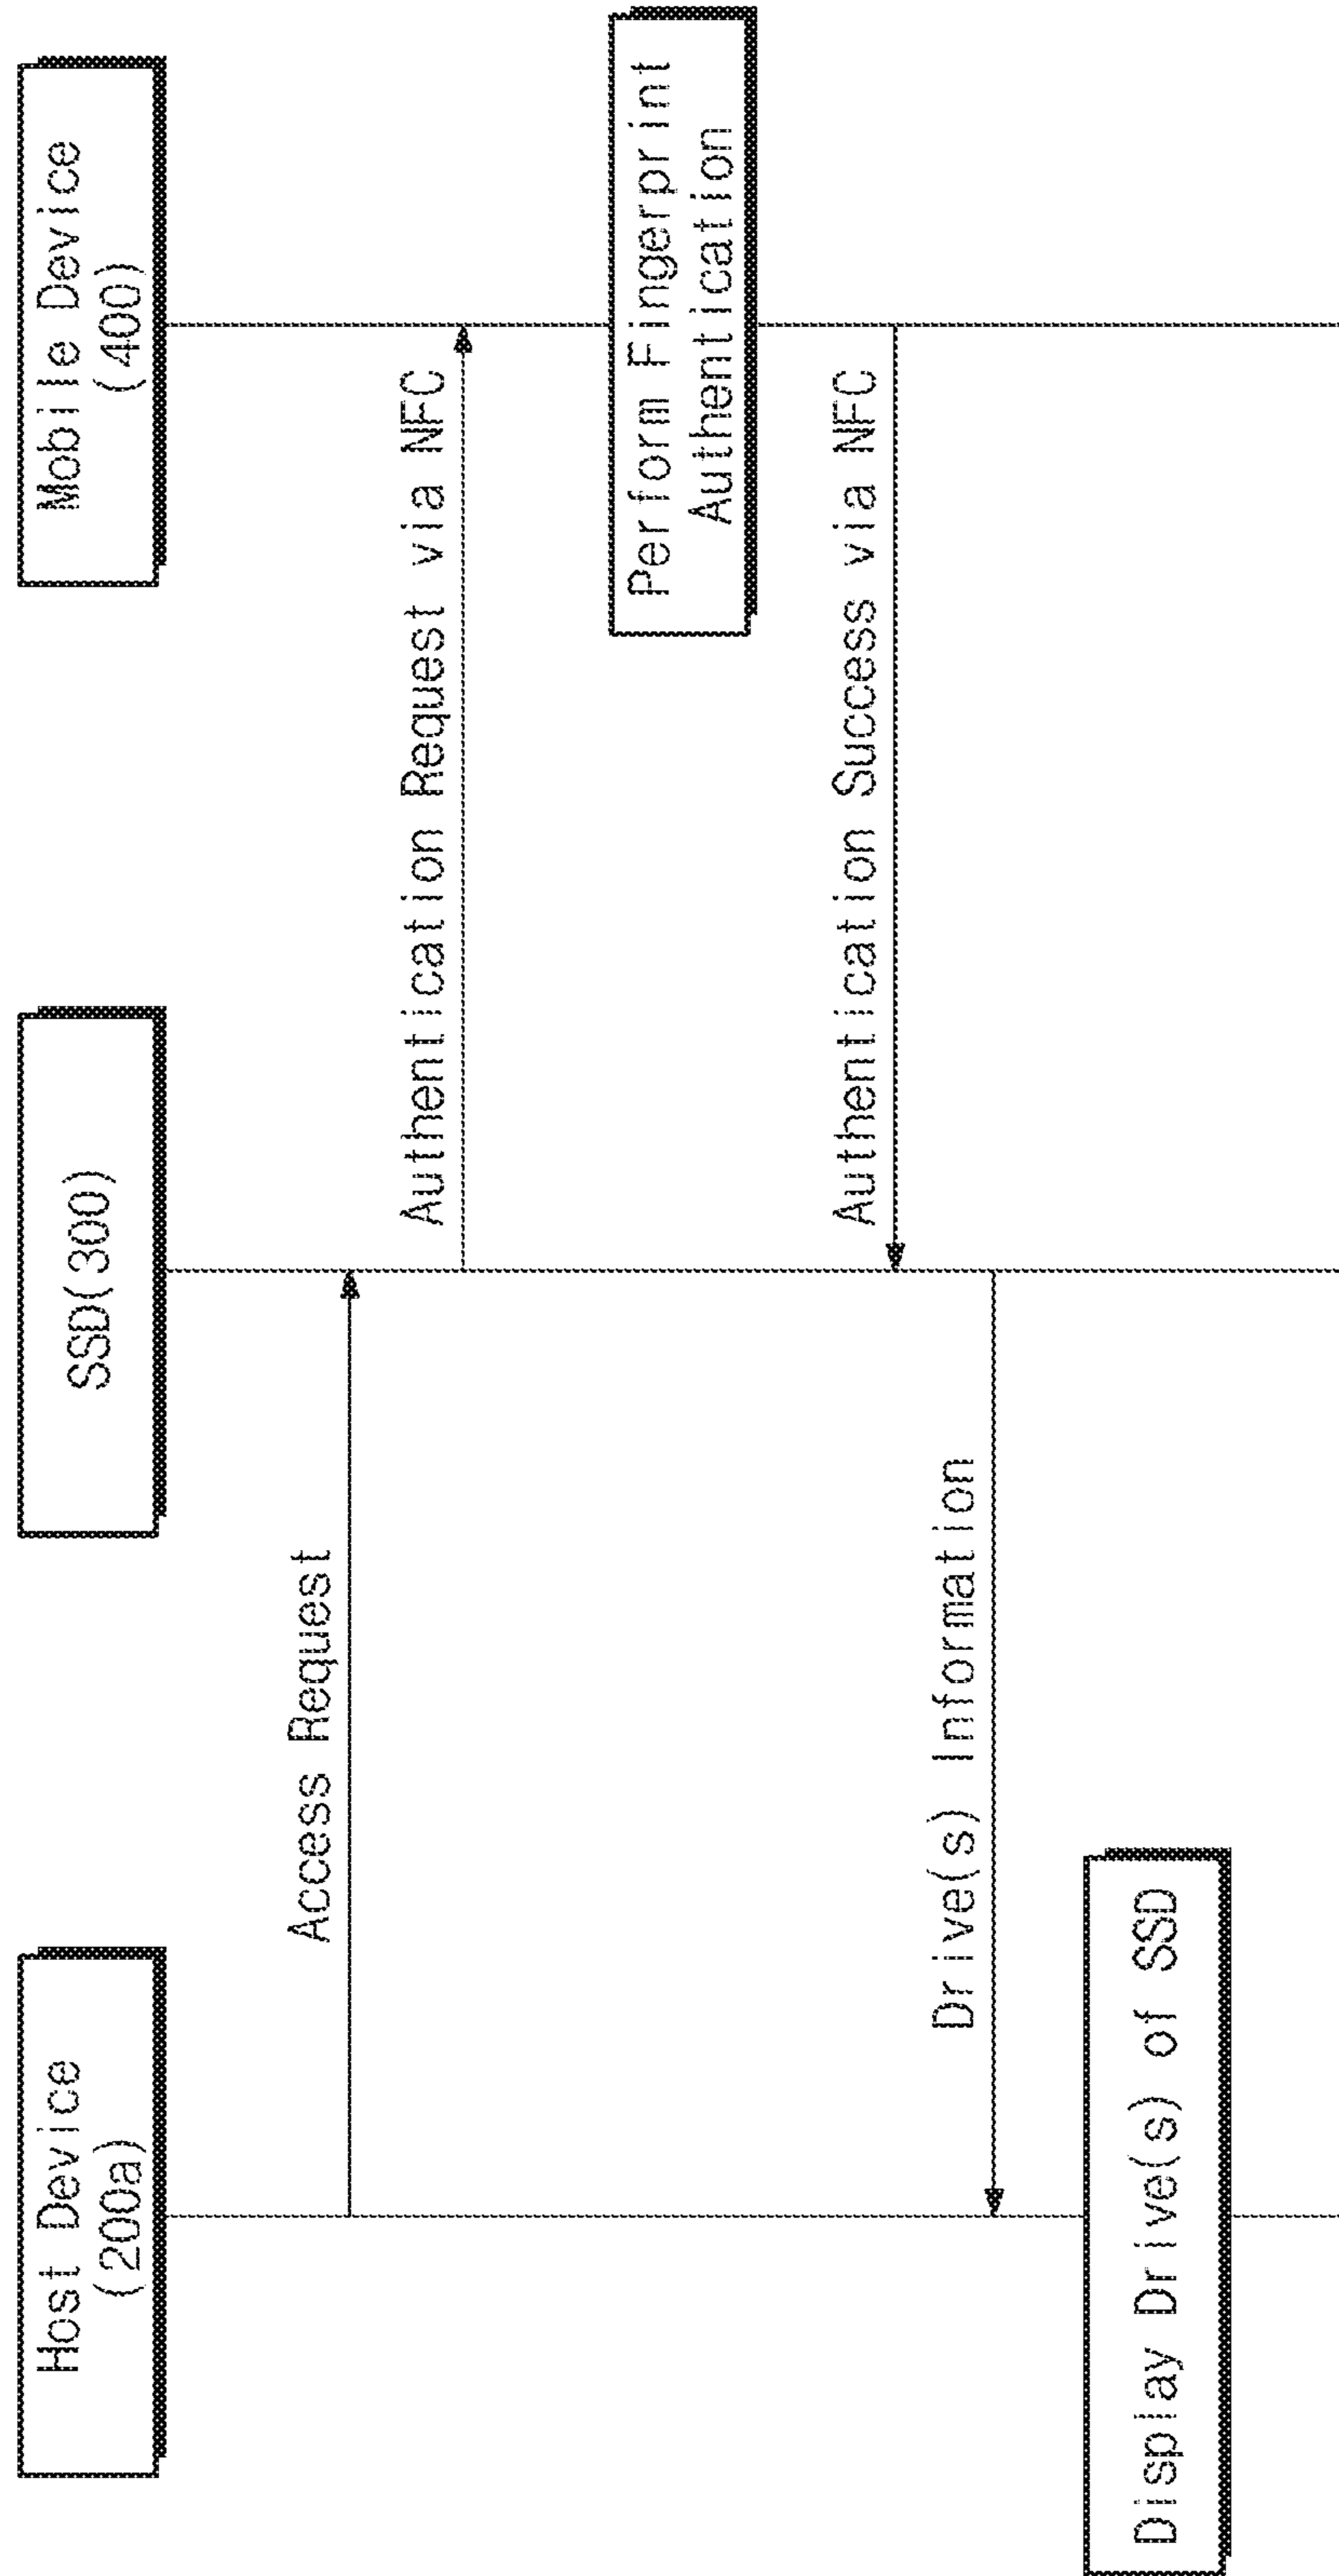 Host Device
(200a)
SSD(300)
Mobile Device
(400)
Access Request
Authentication Request via NFC
Perform Fingerprint
Authentication
Authentication Success via NFC
Drive(s) Information
Display Drive(s) of SSD